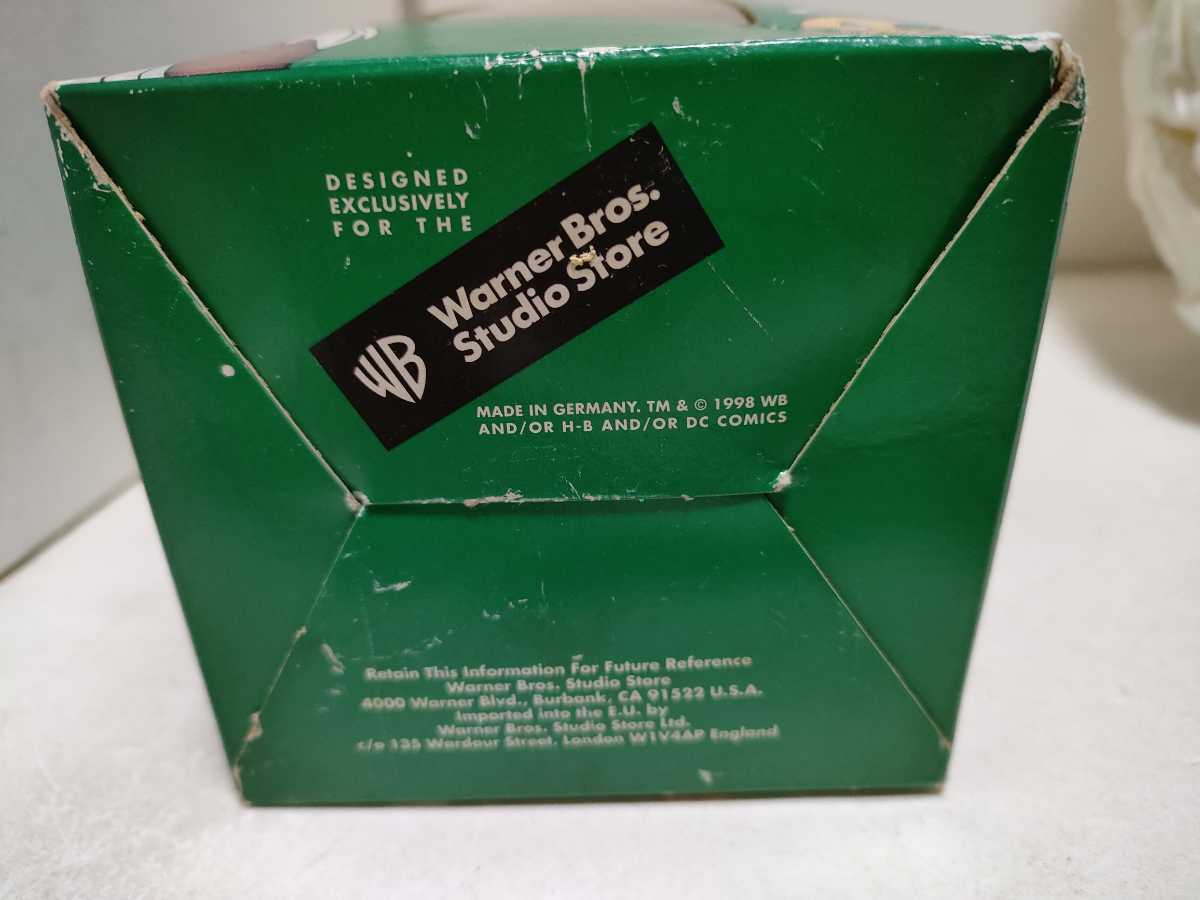 DESIGNED
EXCLUSIVELY
FOR THE
WB
Warner Bros.
Studio Store
MADE IN GERMANY. TM & © 1998 WB
AND/OR H-B AND/OR DC COMICS
Retain This Information For Future Reference
Warner Bros. Studio Store
4000 Warner Blvd., Burbank, CA 91522 U.S.A.
Imported into the E.U. by
Warner Bros. Studio Store Ltd.
c/o 135 Wardour Street, London W1V4AP England